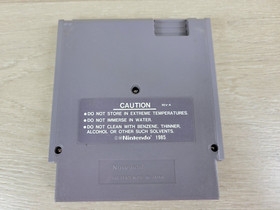 CAUTION REV-A
• DO NOT STORE IN EXTREME TEMPERATURES.
• DO NOT IMMERSE IN WATER.
• DO NOT CLEAN WITH BENZENE, THINNER,
ALCOHOL OR OTHER SUCH SOLVENTS.
©® Nintendo 1985